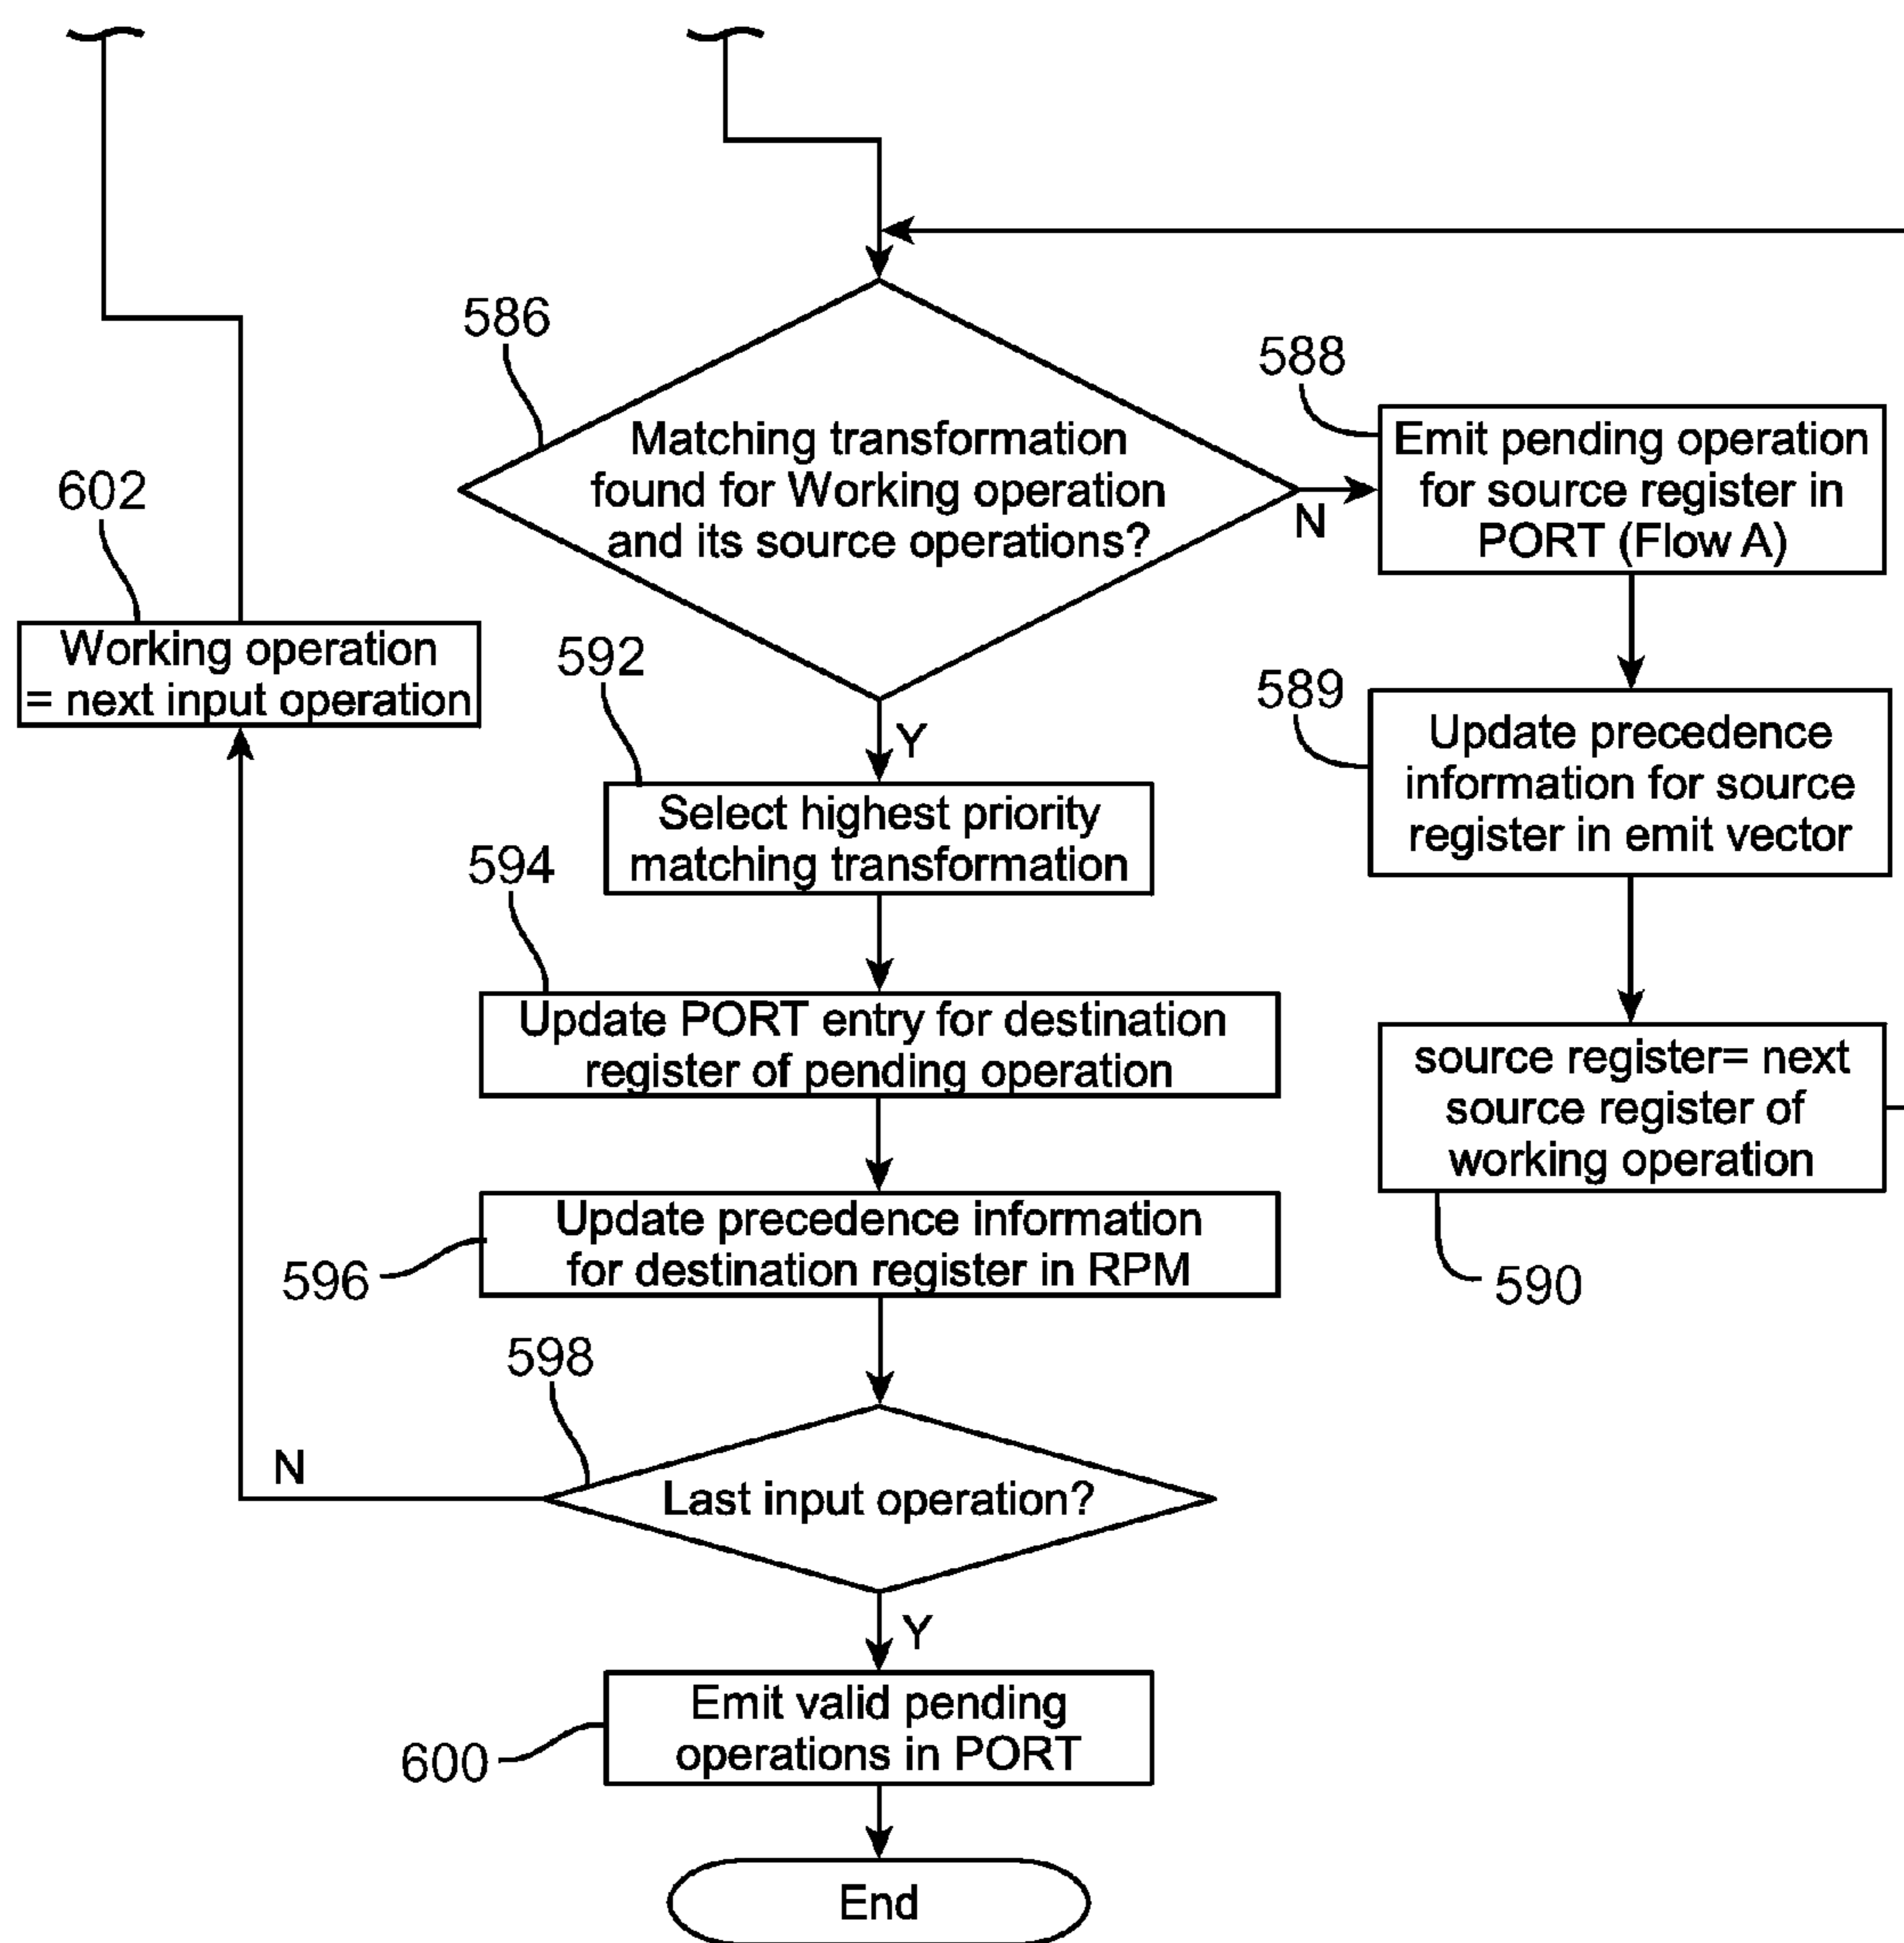 586
Matching transformation
found for Working operation
and its source operations?
N
588
Emit pending operation
for source register in
PORT (Flow A)
602
Working operation
= next input operation
Y
592
Select highest priority
matching transformation
589
Update precedence
information for source
register in emit vector
594
Update PORT entry for destination
register of pending operation
source register= next
source register of
working operation
590
596
Update precedence information
for destination register in RPM
598
N
Last input operation?
Y
600
Emit valid pending
operations in PORT
End